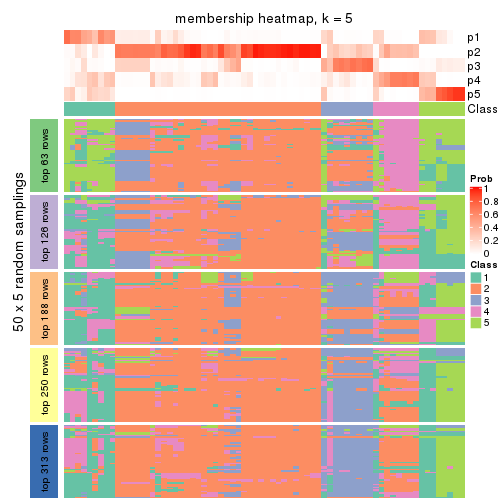 membership heatmap, k = 5
p1
p2
p3
p4
p5
Class
50 x 5 random samplings
top 63 rows
top 126 rows
top 188 rows
top 250 rows
top 313 rows
Prob
1
0.8
0.6
0.4
0.2
0
Class
1
2
3
4
5